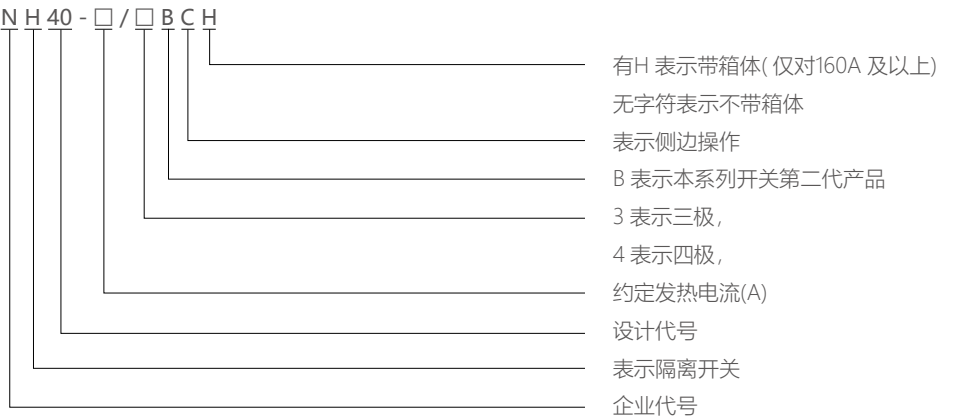 N H 40 - □ / □ B C H
有H 表示带箱体( 仅对160A 及以上)
无字符表示不带箱体
表示侧边操作
B 表示本系列开关第二代产品
3 表示三极，
4 表示四极，
约定发热电流(A)
设计代号
表示隔离开关
企业代号